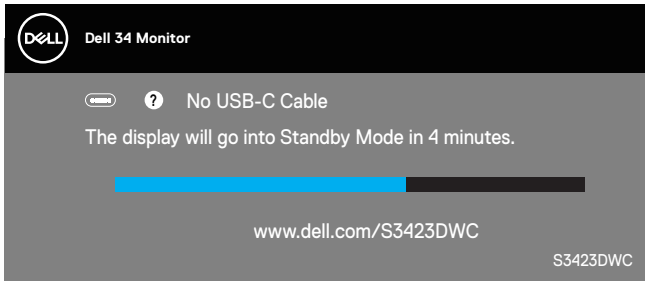 DELL
Dell 34 Monitor
? No USB-C Cable
The display will go into Standby Mode in 4 minutes.
www.dell.com/S3423DWC
S3423DWC